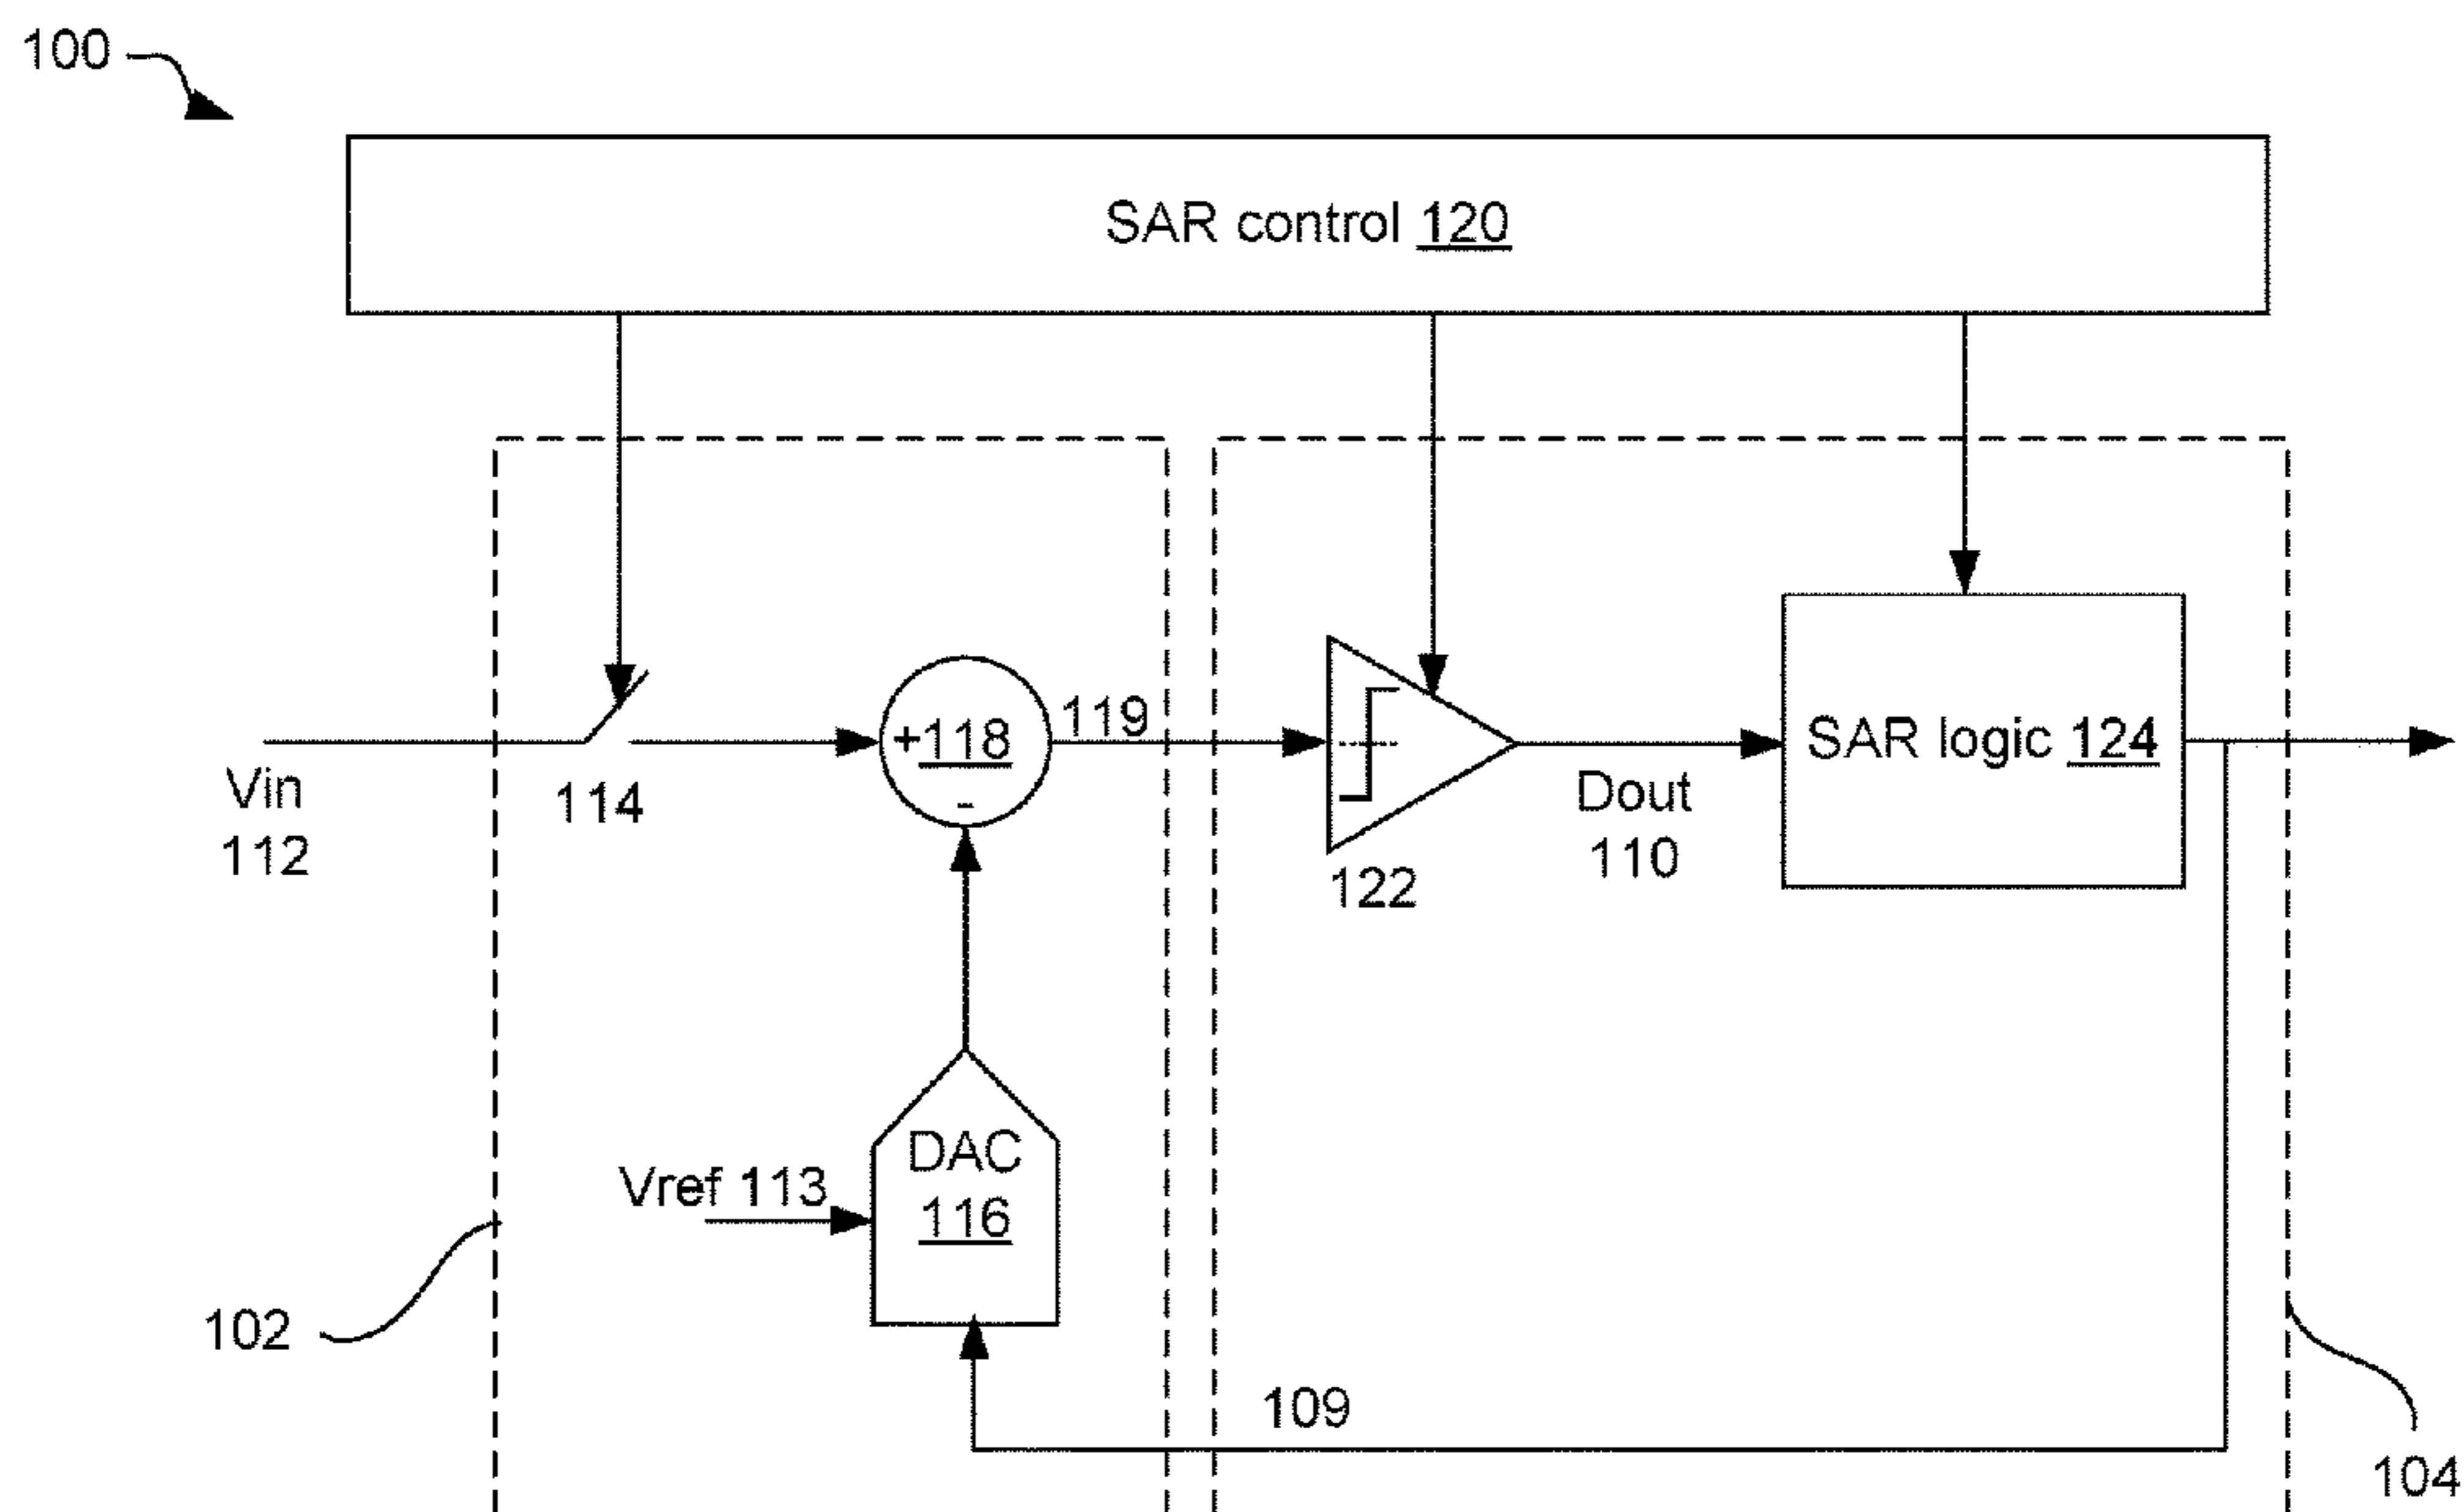 100
SAR control 120
+118
-
119
SAR logic 124
Vin
112
114
Dout
110
122
DAC
116
Vref 113
102
109
104